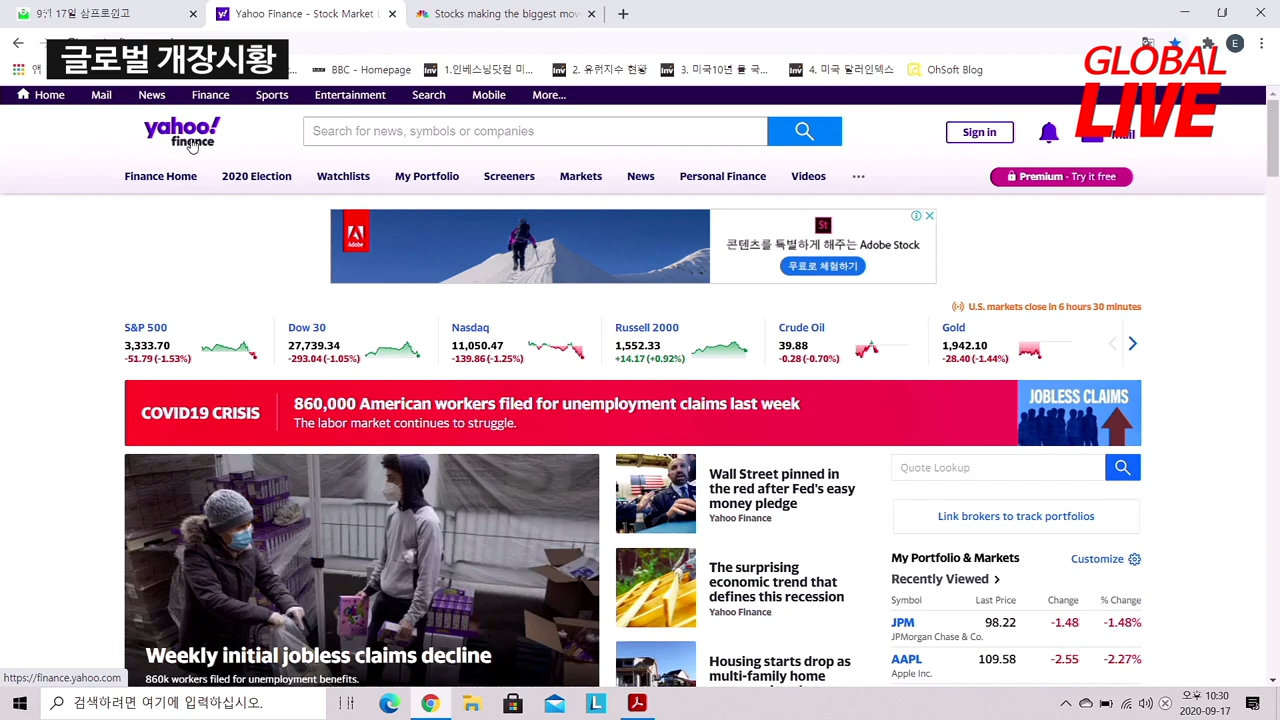 17일 삼프로콘고
Yahoo Finance - Stock Market L
Stocks making the biggest mov
글로벌 개장시황
BBC - Homepage
1.인베스팅닷컴 미...
2. 유럽지수 현황
3. 미국10년 물 국...
4. 미국 달러인덱스
OhSoft Blog
E
GLOBAL
LIVE
Home Mail News Finance Sports Entertainment Search Mobile More...
yahoo!
finance
Search for news, symbols or companies
Sign in
Mail
Finance Home 2020 Election Watchlists My Portfolio Screeners Markets News Personal Finance Videos ...
Premium - Try it free
Adobe
St
콘텐츠를 특별하게 해주는 Adobe Stock
무료로 체험하기
U.S. markets close in 6 hours 30 minutes
S&P 500
3,333.70
-51.79 (-1.53%)
Dow 30
27,739.34
-293.04 (-1.05%)
Nasdaq
11,050.47
-139.86 (-1.25%)
Russell 2000
1,552.33
+14.17 (+0.92%)
Crude Oil
39.88
-0.28 (-0.70%)
Gold
1,942.10
-28.40 (-1.44%)
COVID19 CRISIS
860,000 American workers filed for unemployment claims last week
The labor market continues to struggle.
JOBLESS CLAIMS
Weekly initial jobless claims decline
860k workers filed for unemployment benefits.
Wall Street pinned in
the red after Fed's easy
money pledge
Yahoo Finance
The surprising
economic trend that
defines this recession
Yahoo Finance
Housing starts drop as
multi-family home
Quote Lookup
Link brokers to track portfolios
My Portfolio & Markets
Customize
Recently Viewed
Symbol Last Price Change % Change
JPM 98.22 -1.48 -1.48%
JPMorgan Chase & Co.
AAPL 109.58 -2.55 -2.27%
Apple Inc.
https://finance.yahoo.com
검색하려면 여기에 입력하십시오.
오후 10:30
2020-09-17